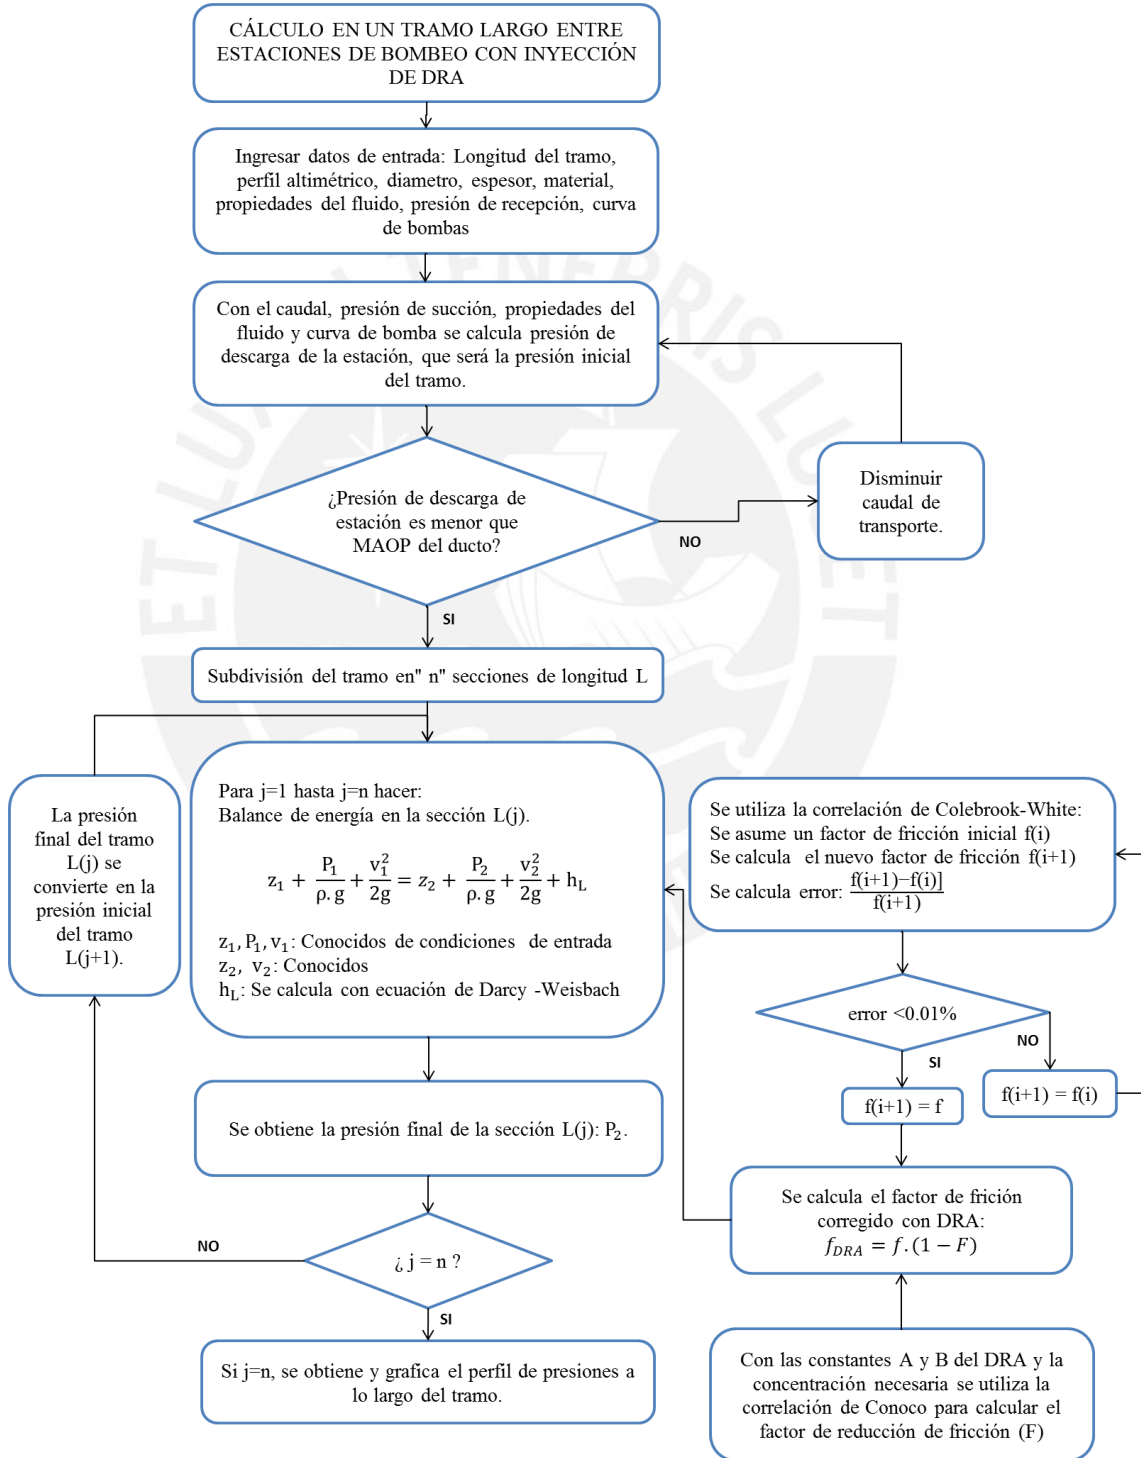 CÁLCULO EN UN TRAMO LARGO ENTRE
ESTACIONES DE BOMBEO CON INYECCIÓN
DE DRA
Ingresar datos de entrada: Longitud del tramo,
perfil altimétrico, diametro, espesor, material,
propiedades del fluido, presión de recepción, curva
de bombas
Con el caudal, presión de succión, propiedades del
fluido y curva de bomba se calcula presión de
descarga de la estación, que será la presión inicial
del tramo.
¿Presión de descarga de
estación es menor que
MAOP del ducto?
NO
Disminuir
caudal de
transporte.
SI
Subdivisión del tramo en" n" secciones de longitud L
Para j=1 hasta j=n hacer:
Balance de energía en la sección L(j).
z₁ + P₁/ρ.g + v₁²/2g = z₂ + P₂/ρ.g + v₂²/2g + h_L
z₁, P₁, v₁: Conocidos de condiciones de entrada
z₂, v₂: Conocidos
h_L: Se calcula con ecuación de Darcy -Weisbach
La presión
final del tramo
L(j) se
convierte en la
presión inicial
del tramo
L(j+1).
Se utiliza la correlación de Colebrook-White:
Se asume un factor de fricción inicial f(i)
Se calcula el nuevo factor de fricción f(i+1)
Se calcula error: f(i+1)−f(i)]/f(i+1)
error <0.01%
NO
SI
f(i+1) = f
f(i+1) = f(i)
Se calcula el factor de frición
corregido con DRA:
f_DRA = f.(1 − F)
Con las constantes A y B del DRA y la
concentración necesaria se utiliza la
correlación de Conoco para calcular el
factor de reducción de fricción (F)
Se obtiene la presión final de la sección L(j): P₂.
NO
¿ j = n ?
SI
Si j=n, se obtiene y grafica el perfil de presiones a
lo largo del tramo.
ET LUX IN TENEBRIS LUCET